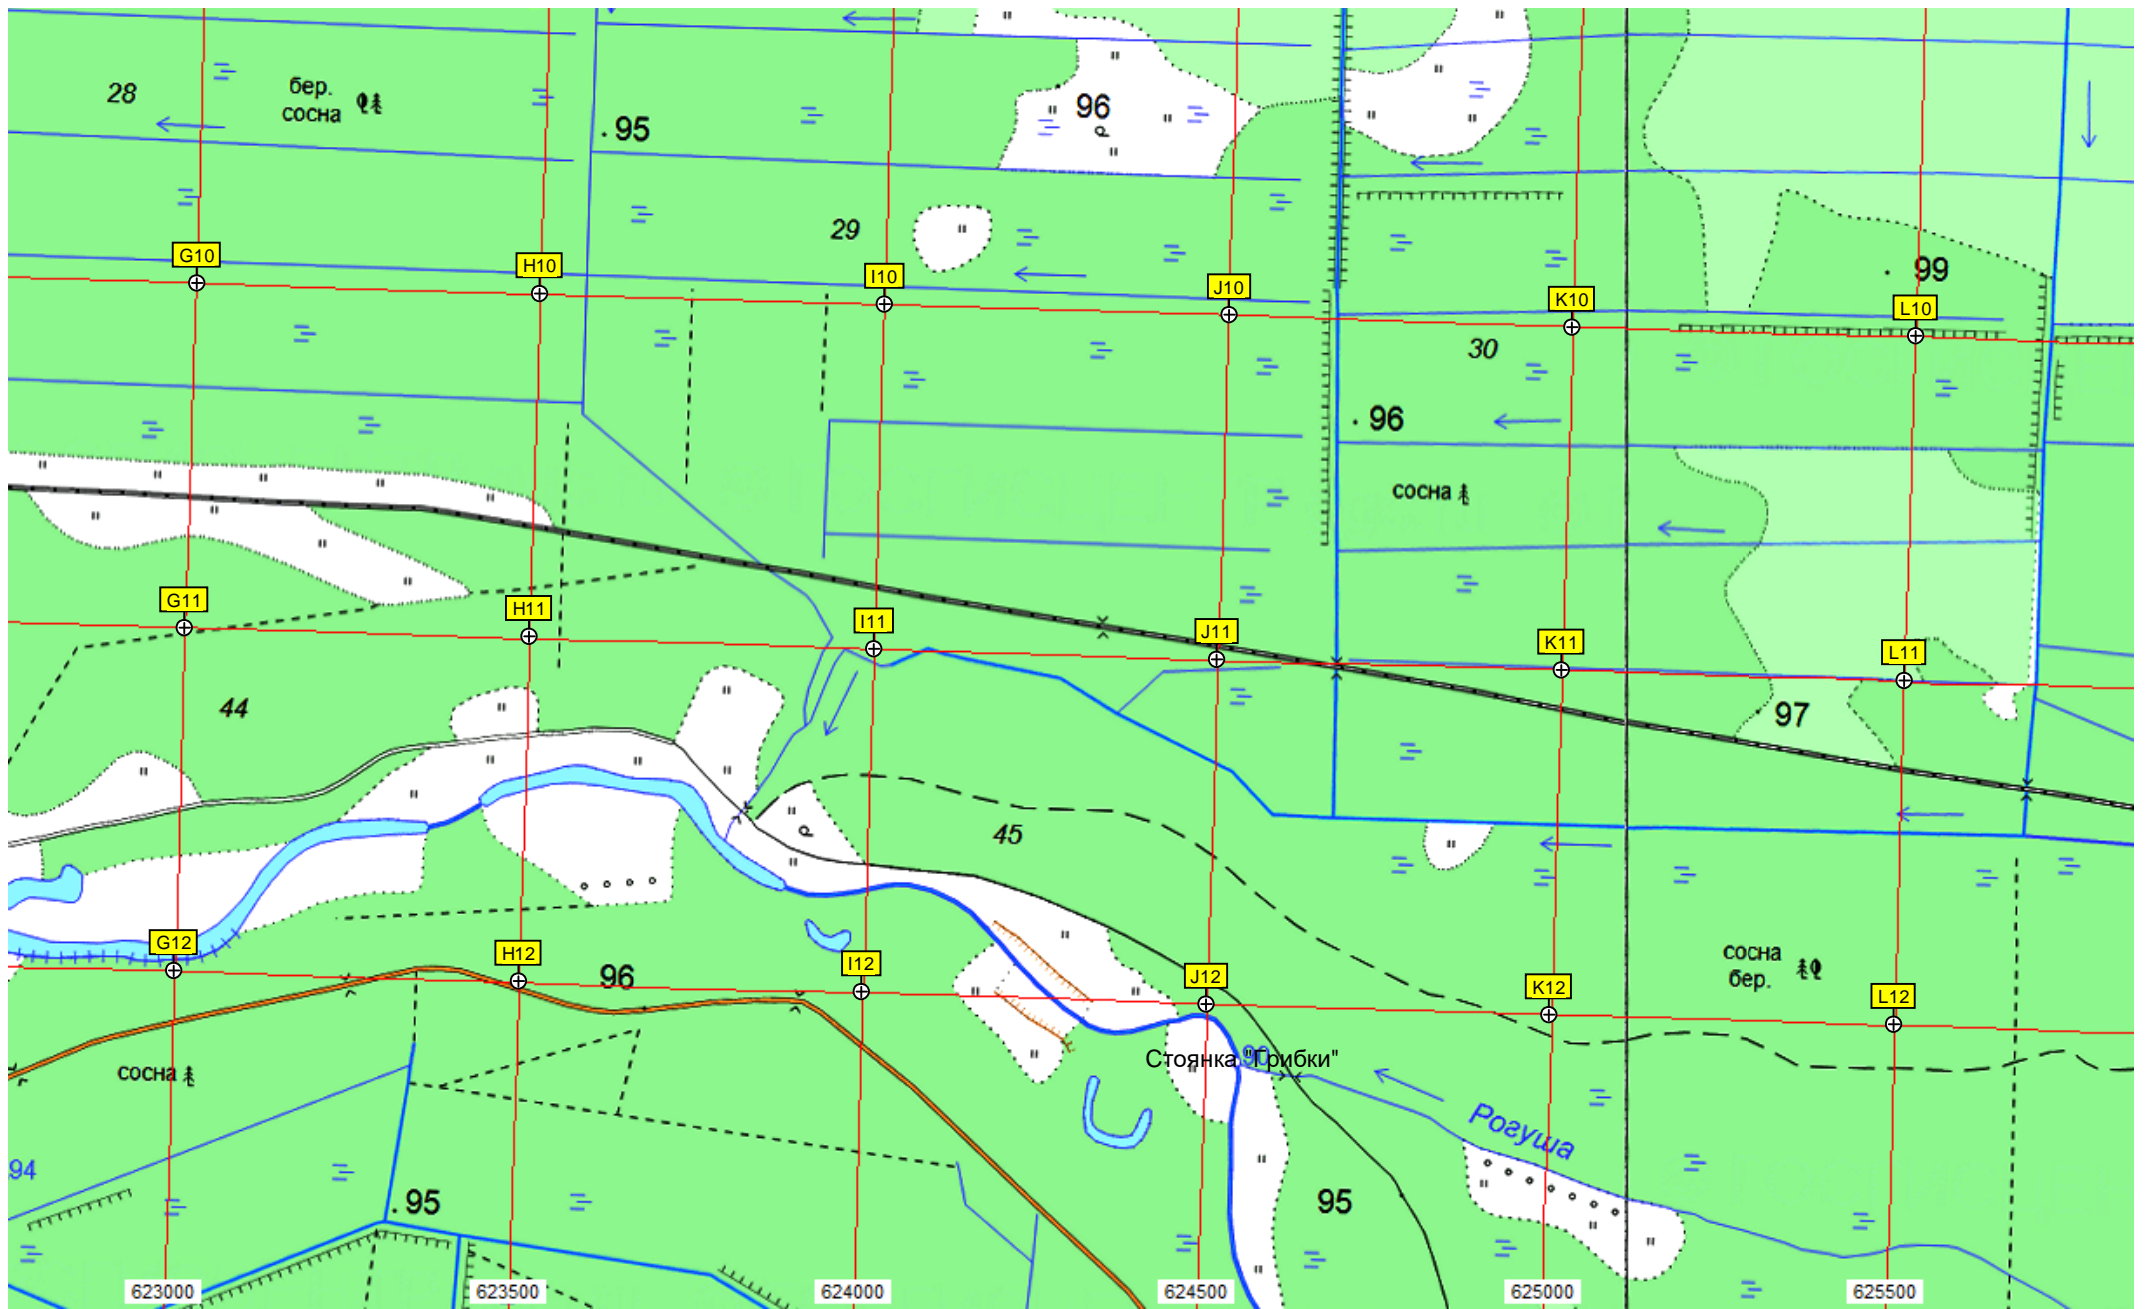 28
бер.
сосна
95
96
29
99
G10
H10
I10
J10
K10
L10
30
96
сосна
G11
H11
I11
J11
K11
L11
44
97
45
G12
H12
I12
J12
K12
L12
96
сосна
бер.
сосна
90
Стоянка "Грибки"
Рогуша
94
95
95
623000
623500
624000
624500
625000
625500